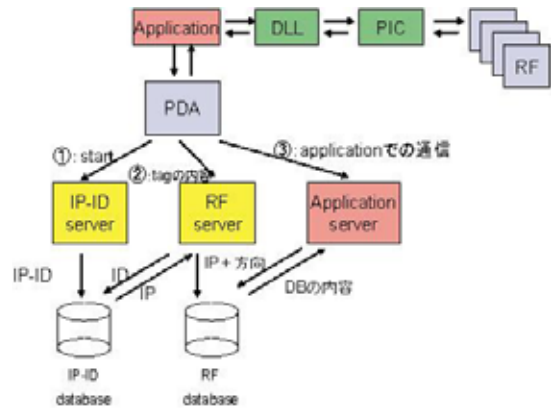 Application
DLL
PIC
RF
PDA
①: start
②:tagの内容
③: applicationでの通信
IP-ID
server
RF
server
Application
server
IP-ID
ID
IP
IP+方向
DBの内容
IP-ID
database
RF
database